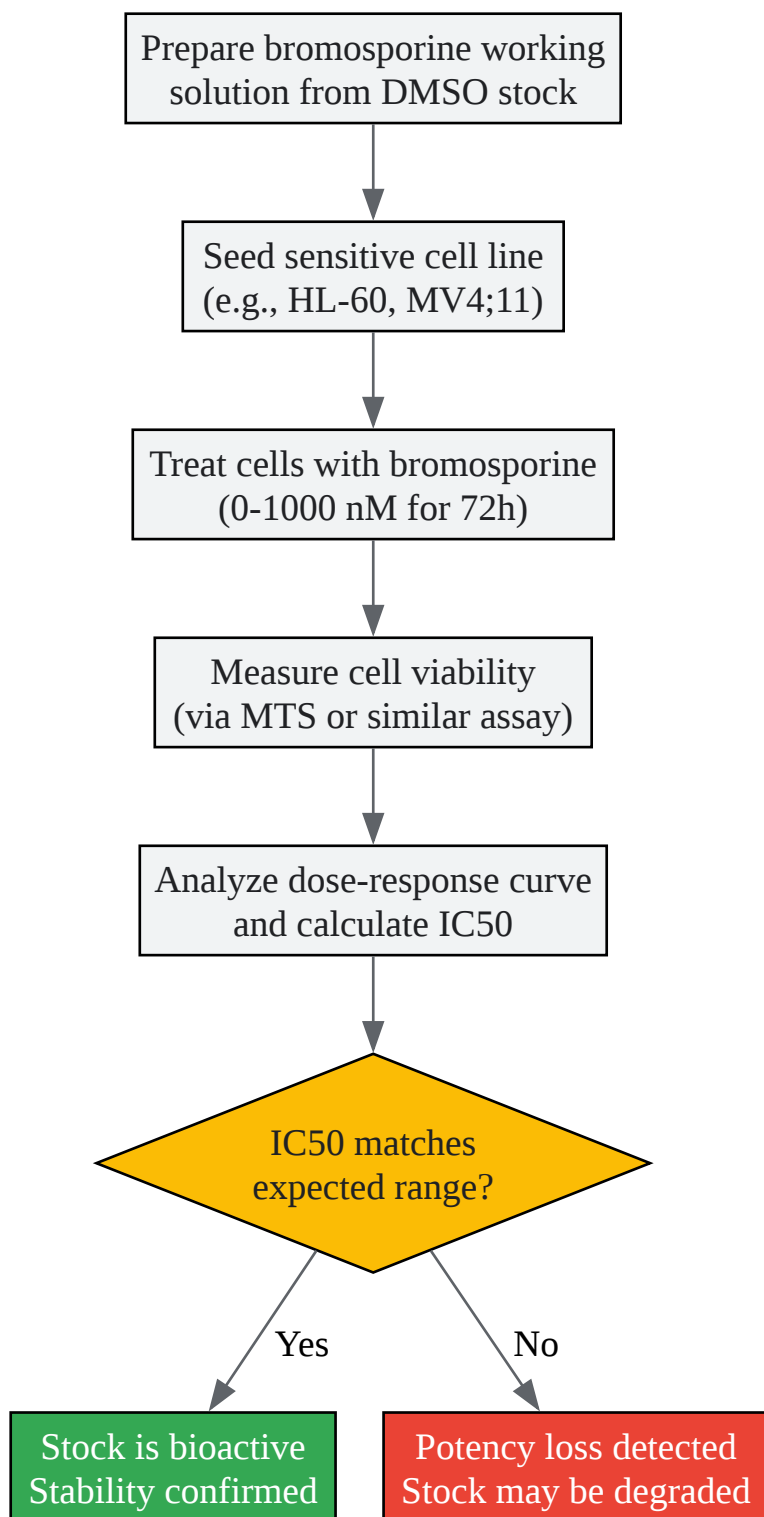 Prepare bromosporine working
solution from DMSO stock
Seed sensitive cell line
(e.g., HL-60, MV4;11)
Treat cells with bromosporine
(0-1000 nM for 72h)
Measure cell viability
(via MTS or similar assay)
Analyze dose-response curve
and calculate IC50
IC50 matches
expected range?
Yes
No
Stock is bioactive
Stability confirmed
Potency loss detected
Stock may be degraded